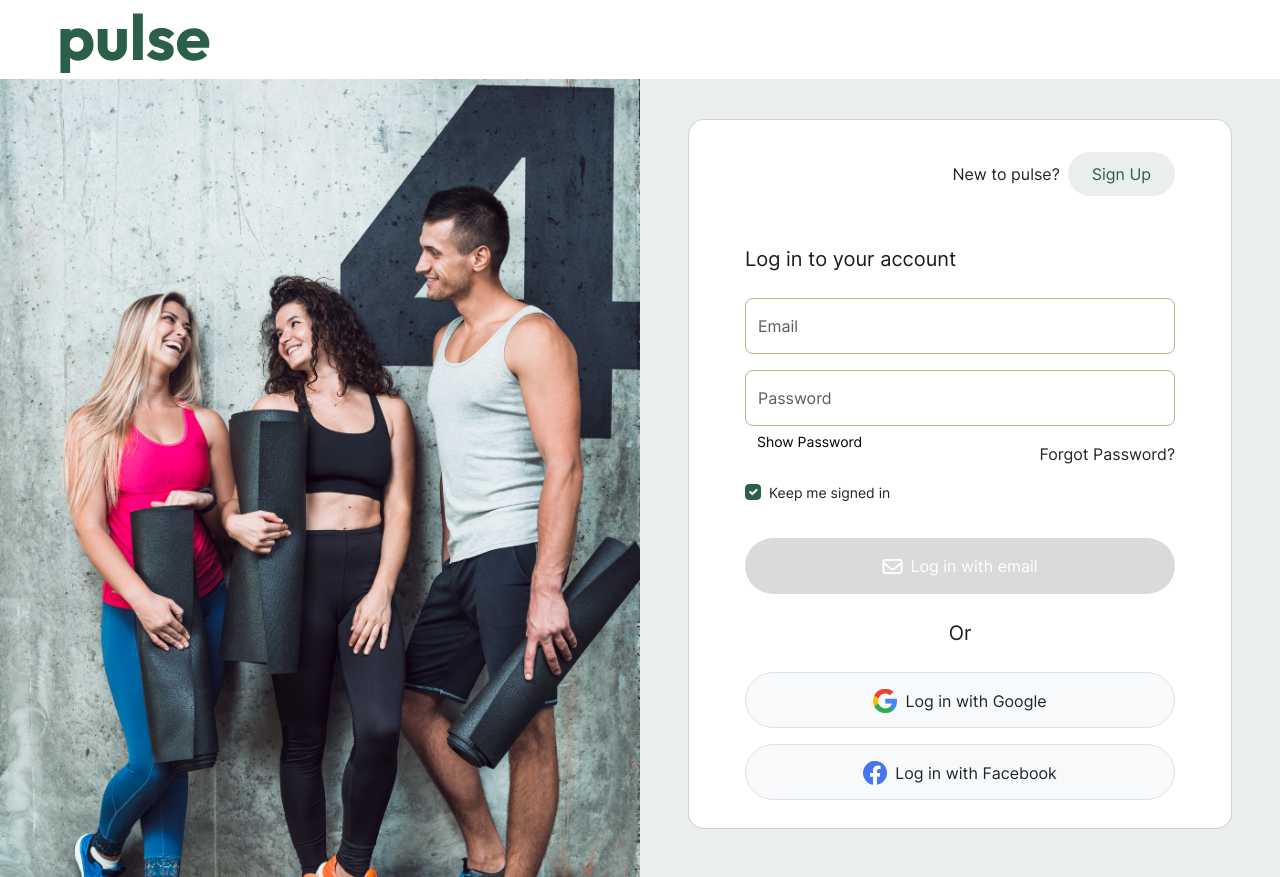 pulse
4
New to pulse? Sign Up
Log in to your account
Email
Password
Show Password
Forgot Password?
Keep me signed in
Log in with email
Or
Log in with Google
Log in with Facebook